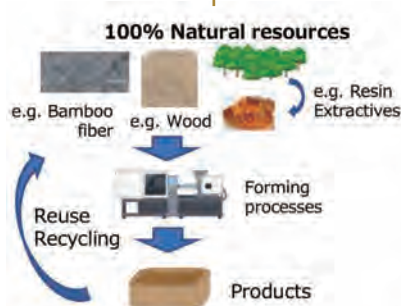 100% Natural resources
e.g. Bamboo
fiber
e.g. Wood
e.g. Resin
Extractives
Forming
processes
Reuse
Recycling
Products